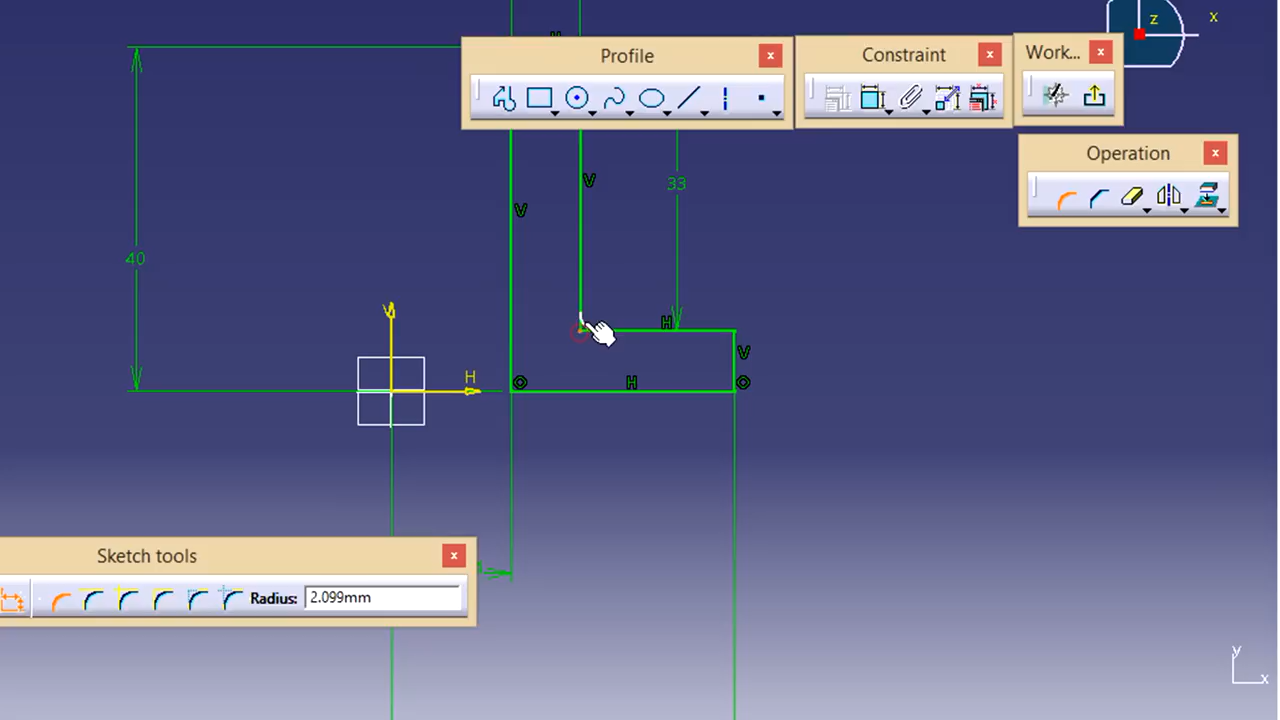 z
x
Profile
Constraint
Work...
Operation
H
V
33
V
40
V
H
V
H
O
H
O
Sketch tools
Radius: 2.099mm
y
x